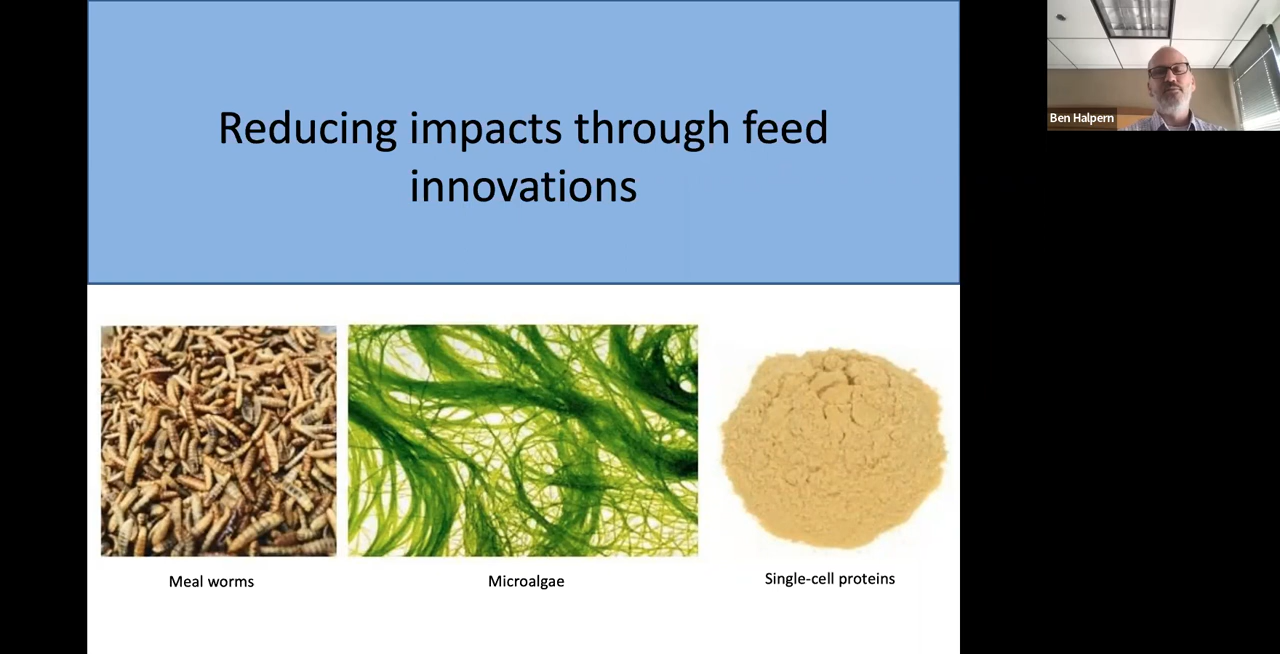 Reducing impacts through feed
innovations
Ben Halpern
Meal worms
Microalgae
Single-cell proteins